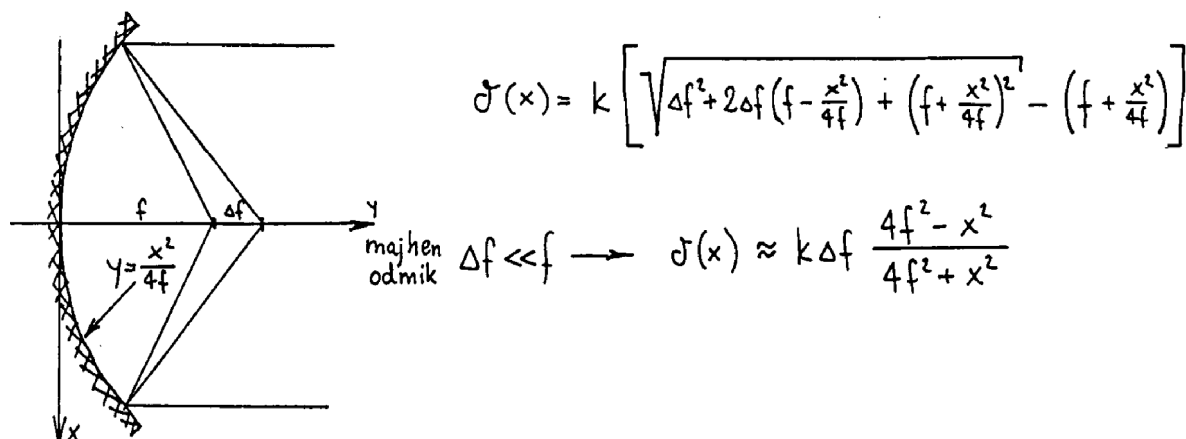 ϑ(x) = k [ √(Δf² + 2Δf(f - x²/4f) + (f + x²/4f)²) - (f + x²/4f) ]
f
Δf
y
y = x²/4f
majhen
odmik
Δf << f → ϑ(x) ≈ kΔf (4f² - x²)/(4f² + x²)
x